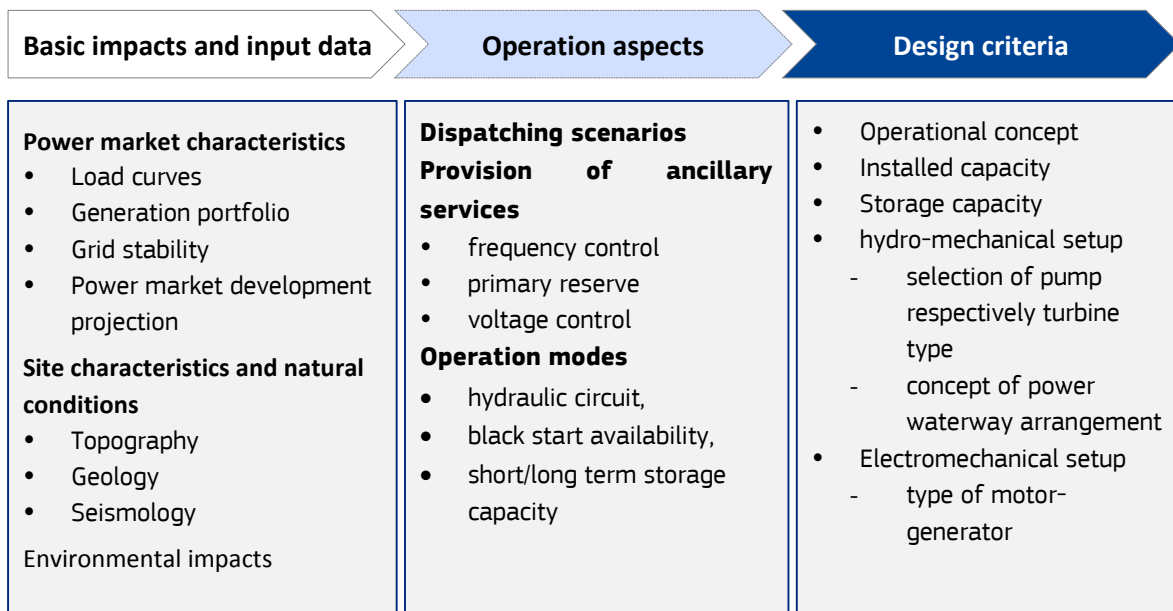 Basic impacts and input data
Operation aspects
Design criteria
Power market characteristics
• Load curves
• Generation portfolio
• Grid stability
• Power market development
projection
Site characteristics and natural
conditions
• Topography
• Geology
• Seismology
Environmental impacts
Dispatching scenarios
Provision of ancillary
services
• frequency control
• primary reserve
• voltage control
Operation modes
• hydraulic circuit,
• black start availability,
• short/long term storage
capacity
• Operational concept
• Installed capacity
• Storage capacity
• hydro-mechanical setup
- selection of pump
respectively turbine
type
- concept of power
waterway arrangement
• Electromechanical setup
- type of motor-
generator